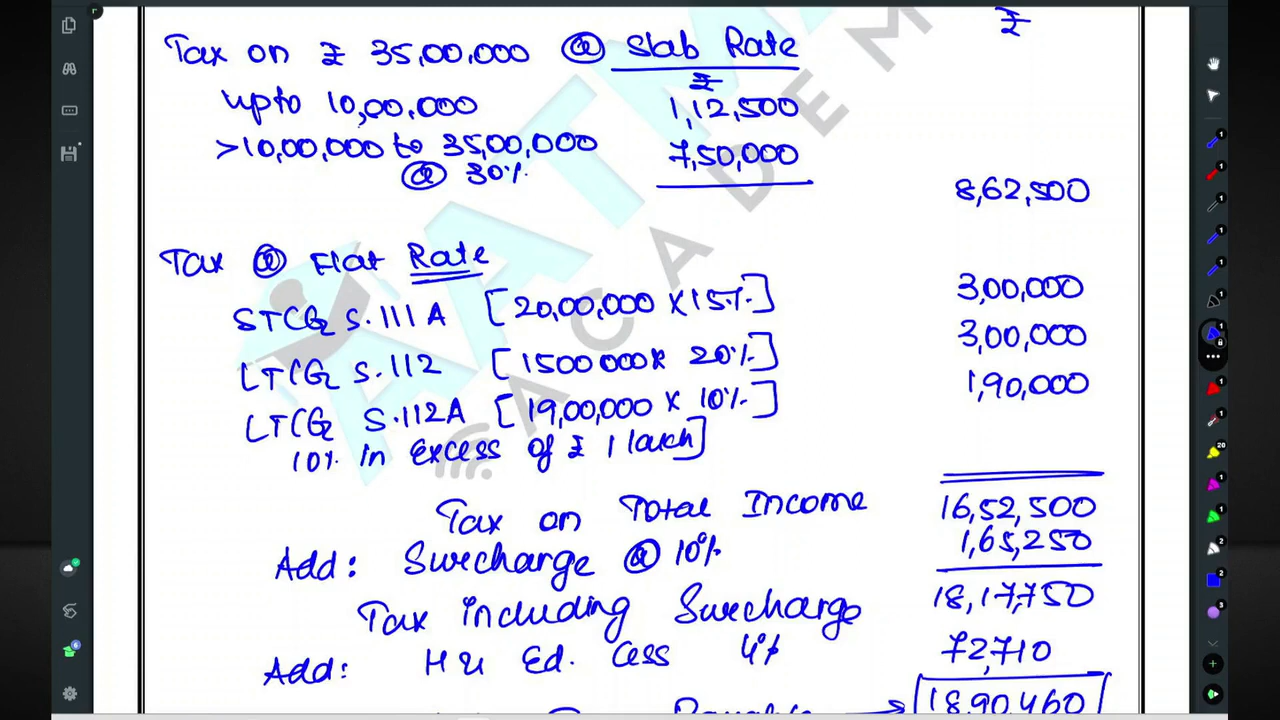 ₹
Tax on ₹ 35,00,000 @ Slab Rate
₹
upto 10,00,000 1,12,500
>10,00,000 to 35,00,000 7,50,000
@ 30%
8,62,500
Tax @ Flat Rate
STCG S.111A [20,00,000 X 15%] 3,00,000
LTCG S.112 [1500000 X 20%] 3,00,000
LTCG S.112A [19,00,000 X 10%] 1,90,000
10% in Excess of ₹ 1 lakh]
Tax on Total Income 16,52,500
Add: Surcharge @ 10% 1,65,250
Tax including Surcharge 18,17,750
Add: H & Ed. Cess 4% 72,710
Payable → 18,90,460
ACADEM